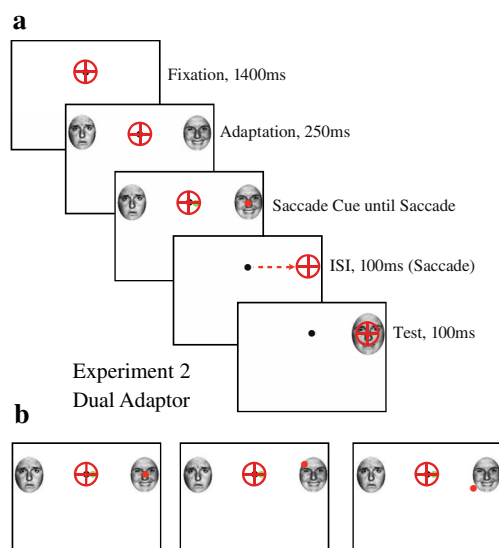 a
Fixation, 1400ms
Adaptation, 250ms
Saccade Cue until Saccade
ISI, 100ms (Saccade)
Test, 100ms
Experiment 2
Dual Adaptor
b